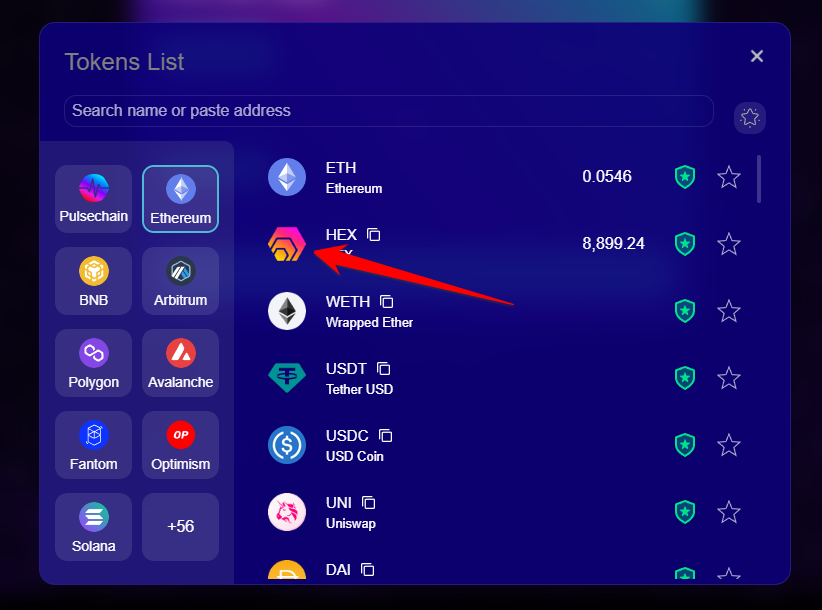 Tokens List
Search name or paste address
Pulsechain
Ethereum
BNB
Arbitrum
Polygon
Avalanche
Fantom
OP
Optimism
Solana
+56
ETH
Ethereum
0.0546
HEX
8,899.24
WETH
Wrapped Ether
USDT
Tether USD
USDC
USD Coin
UNI
Uniswap
DAI